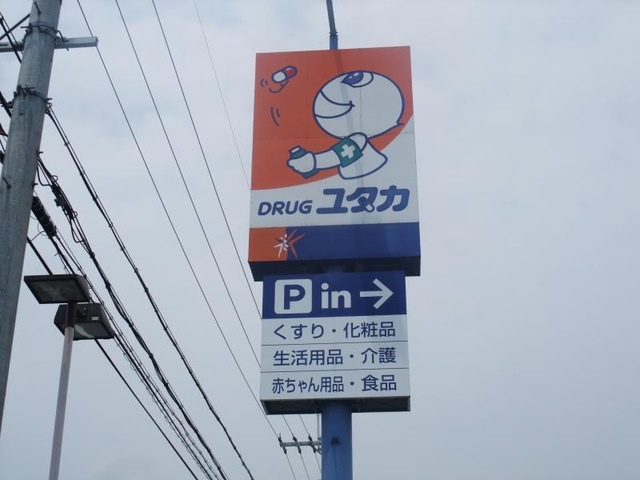 DRUG ユタカ
P in →
くすり・化粧品
生活用品・介護
赤ちゃん用品・食品